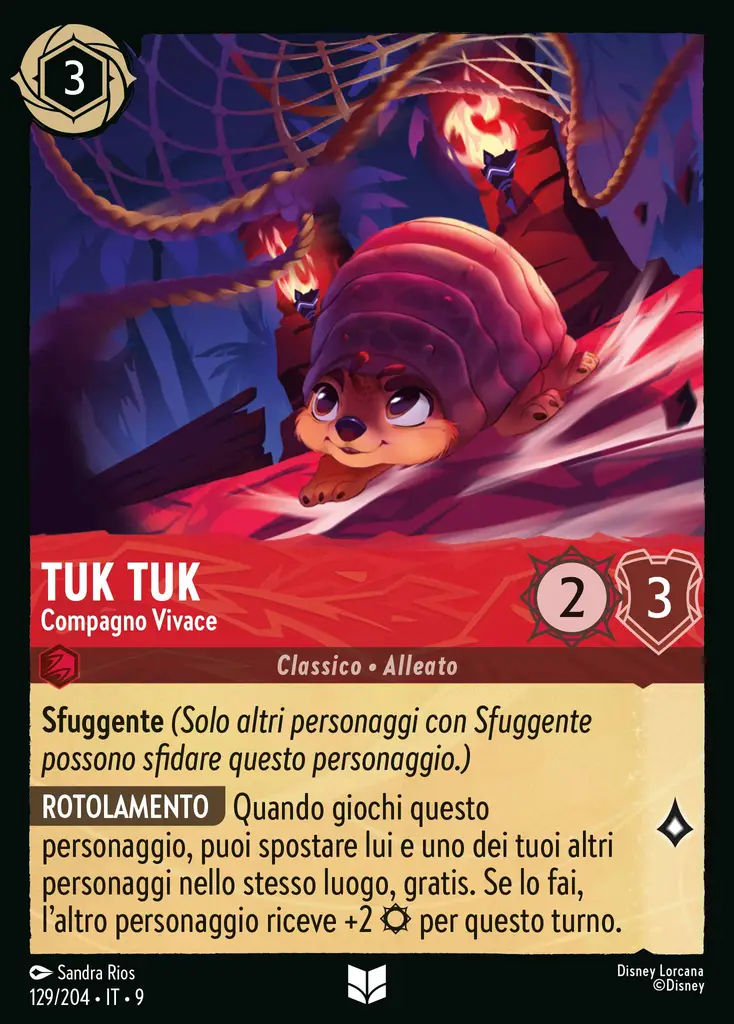 3
TUK TUK
Compagno Vivace
2
3
Classico • Alleato
Sfuggente (Solo altri personaggi con Sfuggente
possono sfidare questo personaggio.)
ROTOLAMENTO Quando giochi questo
personaggio, puoi spostare lui e uno dei tuoi altri
personaggi nello stesso luogo, gratis. Se lo fai,
l'altro personaggio riceve +2 per questo turno.
Sandra Rios
Disney Lorcana
129/204 • IT • 9
©Disney